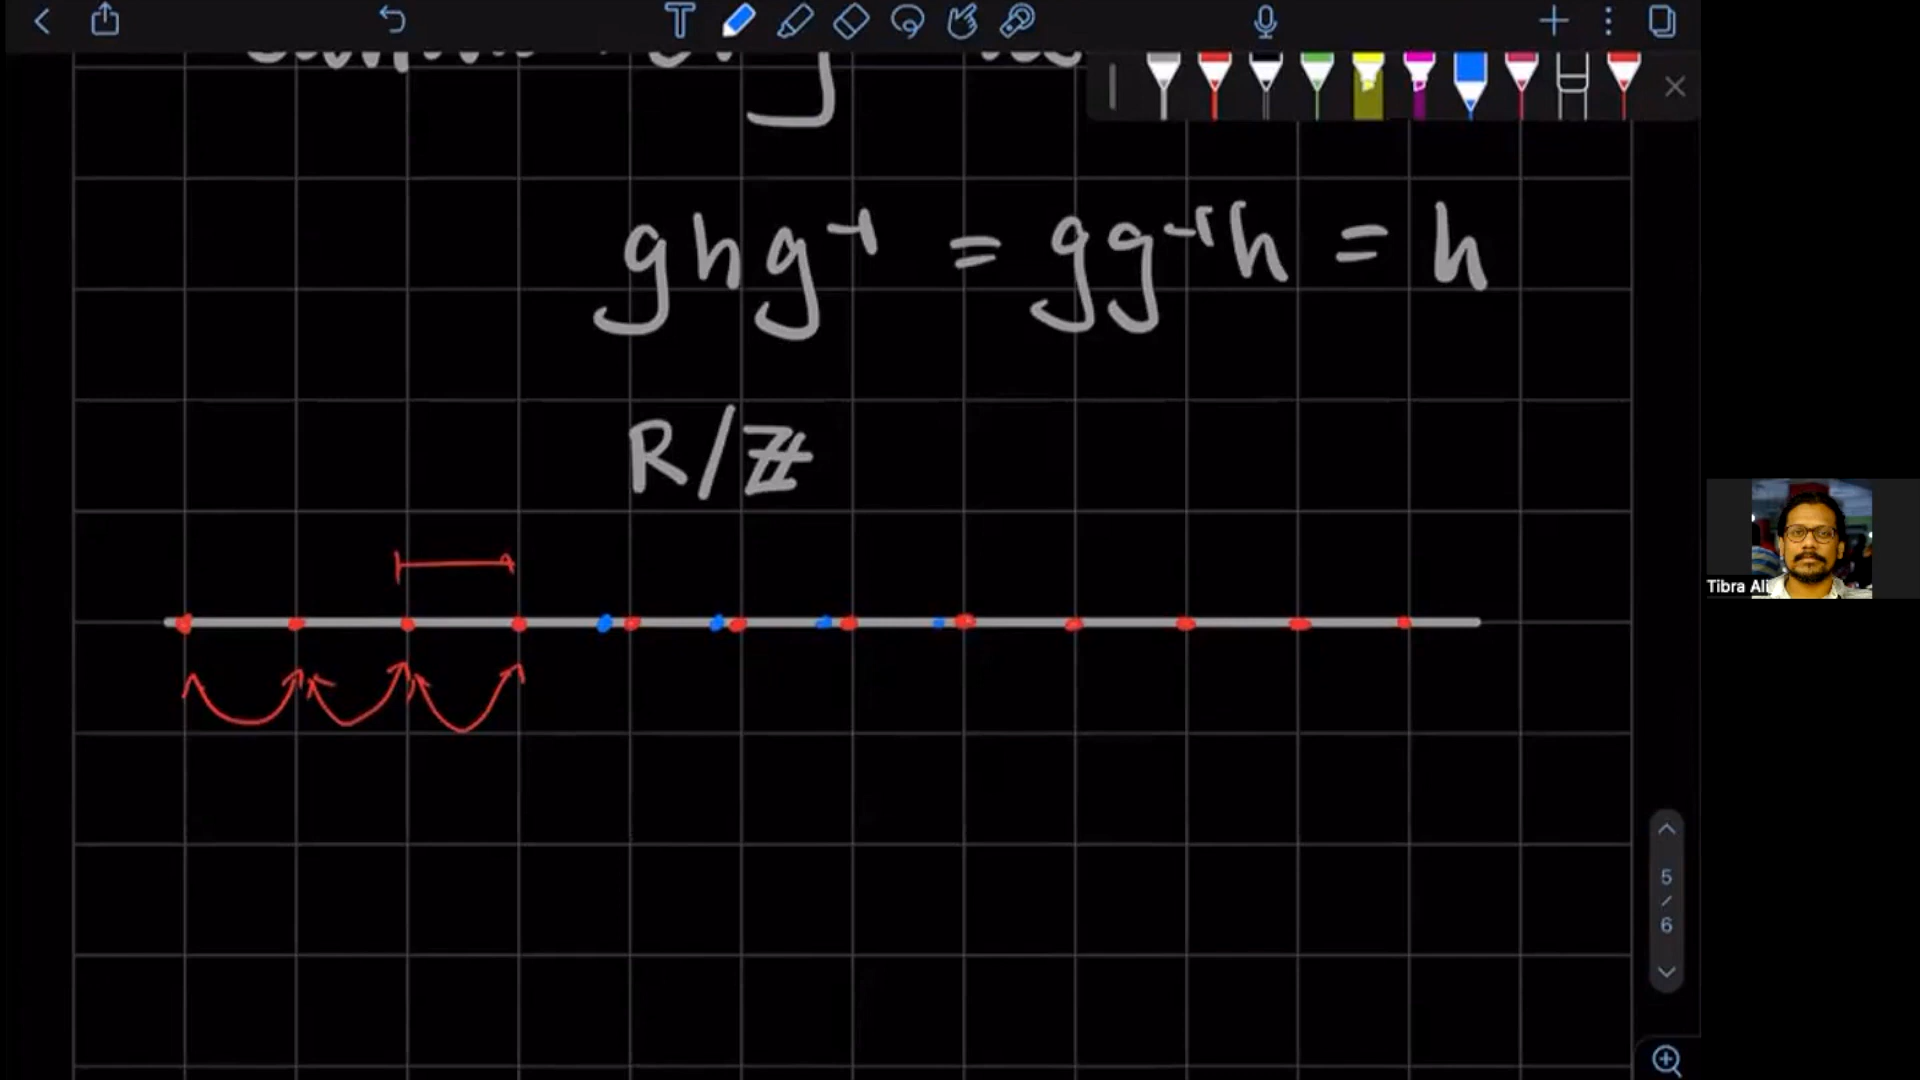 ghg⁻¹ = gg⁻¹h = h
R/ℤ
Tibra Ali
5
/
6